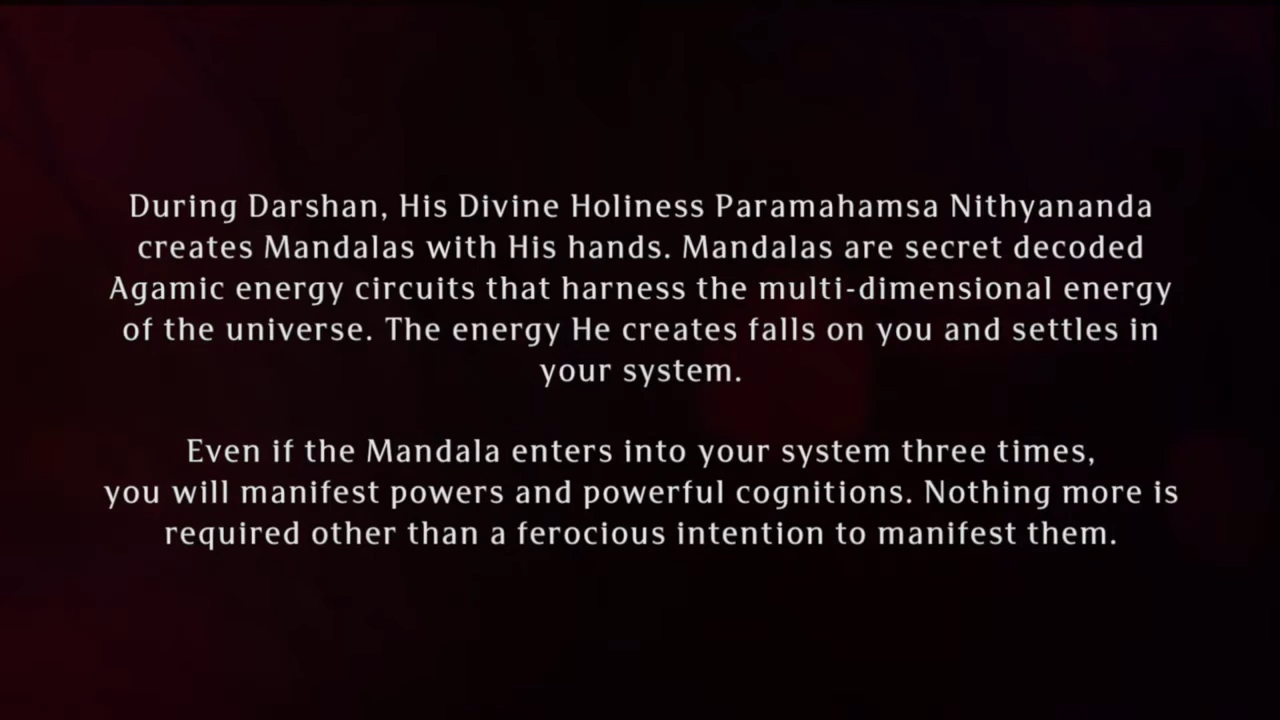 During Darshan, His Divine Holiness Paramahamsa Nithyananda
creates Mandalas with His hands. Mandalas are secret decoded
Agamic energy circuits that harness the multi-dimensional energy
of the universe. The energy He creates falls on you and settles in
your system.
Even if the Mandala enters into your system three times,
you will manifest powers and powerful cognitions. Nothing more is
required other than a ferocious intention to manifest them.